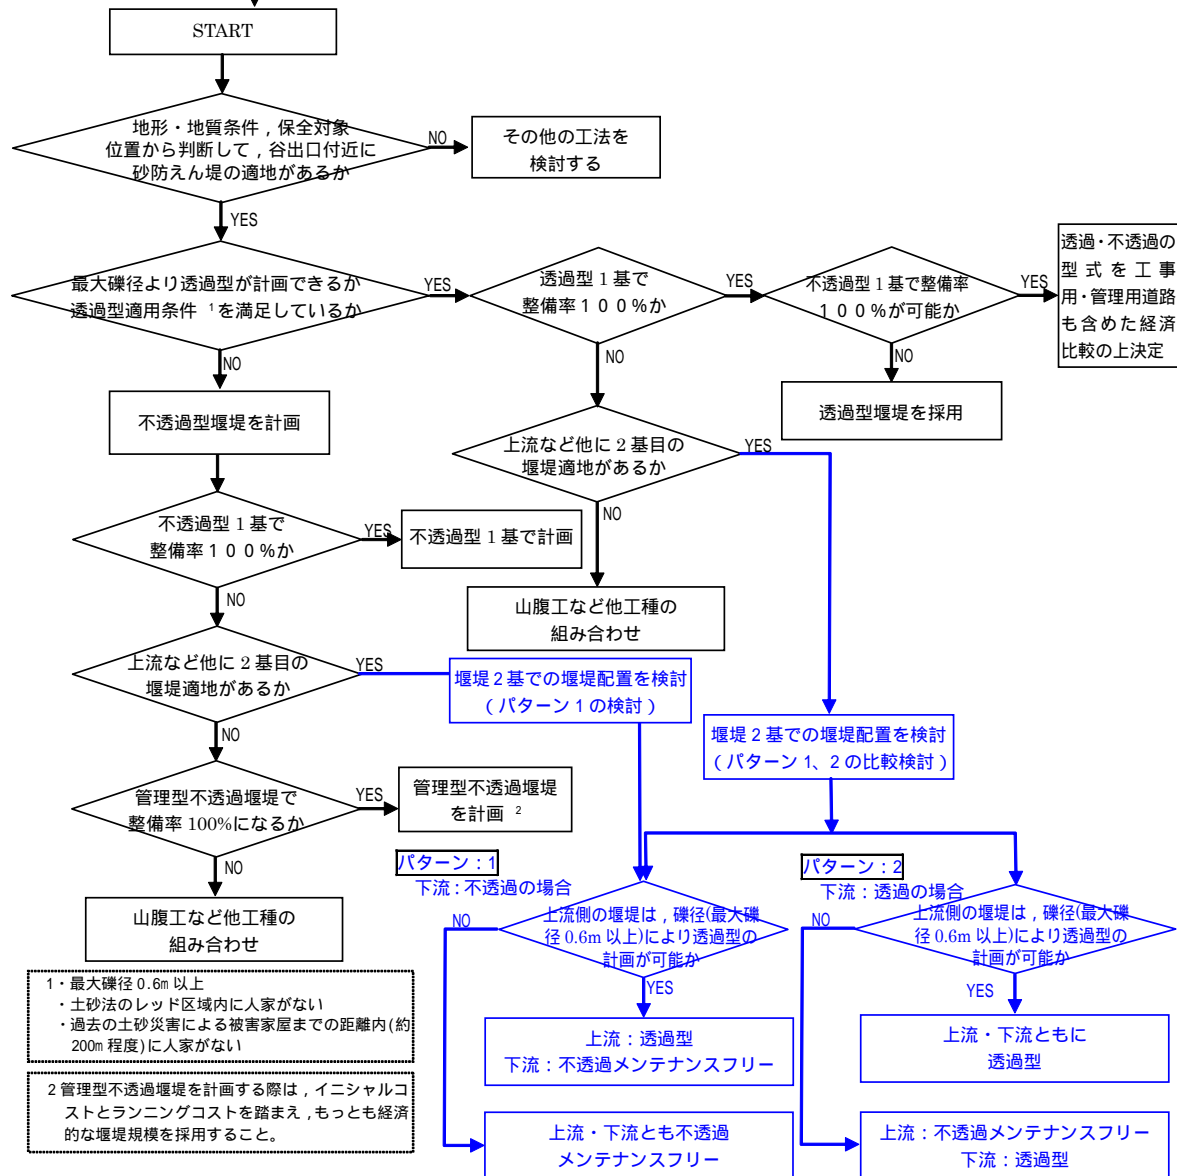 START
地形・地質条件，保全対象
位置から判断して，谷出口付近に
砂防えん堤の適地があるか
NO
その他の工法を
検討する
YES
最大礫径より透過型が計画できるか
透過型適用条件 1を満足しているか
YES
透過型 1 基で
整備率１００％か
YES
不透過型 1 基で整備率
１００％が可能か
YES
透過・不透過の
型式を工事
用・管理用道路
も含めた経済
比較の上決定
NO
不透過型堰堤を計画
NO
上流など他に 2 基目の
堰堤適地があるか
YES
NO
透過型堰堤を採用
不透過型 1 基で
整備率１００％か
YES
不透過型 1 基で計画
NO
山腹工など他工種の
組み合わせ
NO
上流など他に 2 基目の
堰堤適地があるか
YES
堰堤 2 基での堰堤配置を検討
（パターン 1 の検討）
堰堤 2 基での堰堤配置を検討
（パターン 1、2 の比較検討）
NO
管理型不透過堰堤で
整備率 100%になるか
YES
管理型不透過堰堤
を計画 2
NO
山腹工など他工種の
組み合わせ
パターン：1
下流：不透過の場合
上流側の堰堤は，礫径(最大礫
径 0.6m 以上)により透過型の
計画が可能か
NO
YES
上流：透過型
下流：不透過メンテナンスフリー
上流・下流とも不透過
メンテナンスフリー
パターン：2
下流：透過の場合
上流側の堰堤は，礫径(最大礫
径 0.6m 以上)により透過型の
計画が可能か
NO
YES
上流・下流ともに
透過型
上流：不透過メンテナンスフリー
下流：透過型
1・最大礫径 0.6m 以上
・土砂法のレッド区域内に人家がない
・過去の土砂災害による被害家屋までの距離内(約
200m 程度)に人家がない
2 管理型不透過堰堤を計画する際は，イニシャルコ
ストとランニングコストを踏まえ，もっとも経済
的な堰堤規模を採用すること。